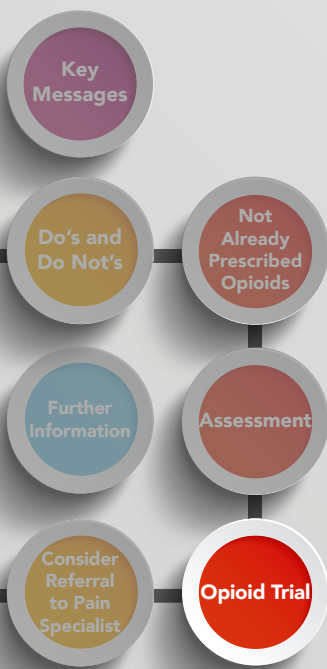 Key
Messages
Do's and
Do Not's
Not
Already
Prescribed
Opioids
Further
Information
Assessment
Consider
Referral
to Pain
Specialist
Opioid Trial